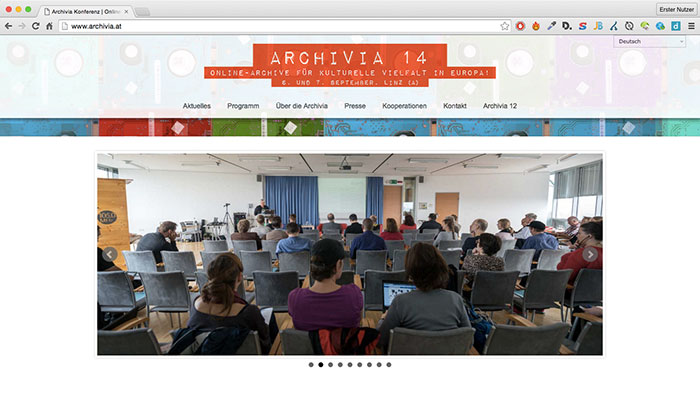 Archivia Konferenz | Online
Erster Nutzer
www.archivia.at
Deutsch
ARCHIVIA 14
ONLINE-ARCHIVE FÜR KULTURELLE VIELFALT IN EUROPA!
6. UND 7. SEPTEMBER, LINZ (A)
Aktuelles Programm Über die Archivia Presse Kooperationen Kontakt Archivia 12